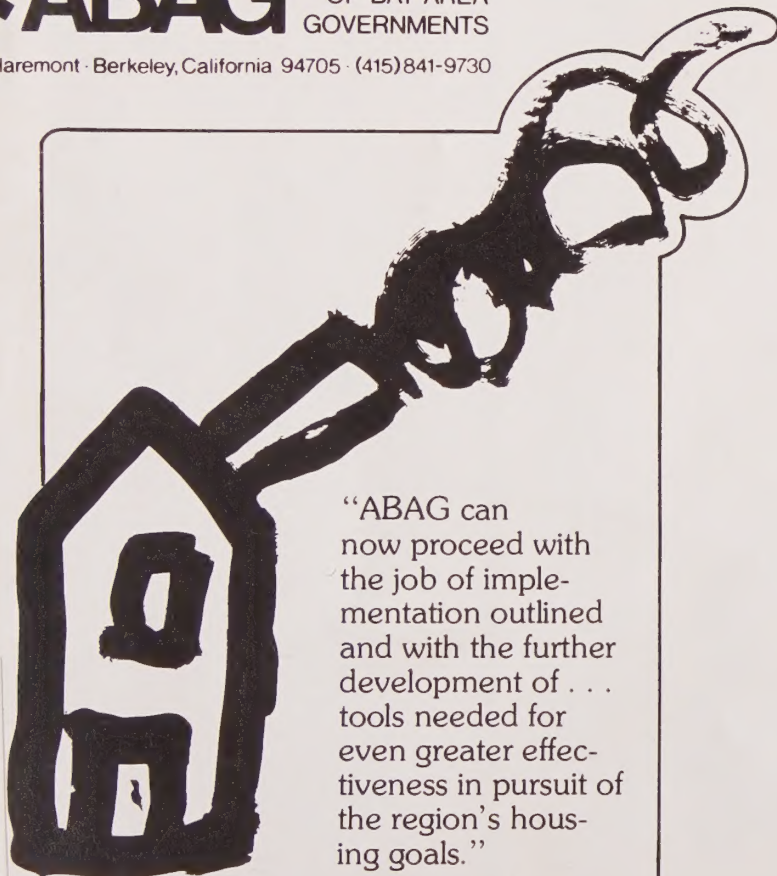 ABAG
GOVERNMENTS
Berkeley, California 94705 · (415) 841-9730
“ABAG can
now proceed with
the job of imple-
mentation outlined
and with the further
development of . . .
tools needed for
even greater effec-
tiveness in pursuit of
the region’s hous-
ing goals.”